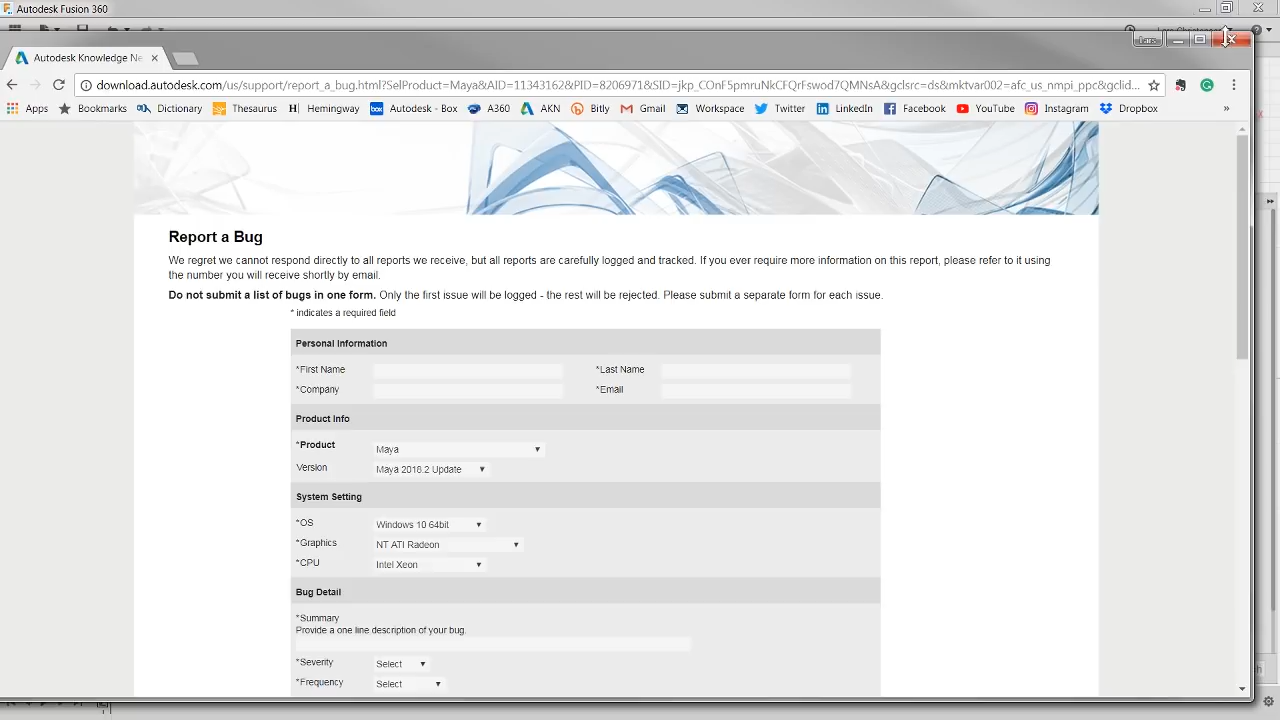 Autodesk Fusion 360
Lars
Autodesk Knowledge Ne
download.autodesk.com/us/support/report_a_bug.html?SelProduct=Maya&AID=11343162&PID=8206971&SID=jkp_COnF5pmruNkCFQrFswod7QMNsA&gclsrc=ds&mktvar002=afc_us_nmpi_ppc&gclid...
Apps Bookmarks Dictionary Thesaurus Hemingway Autodesk - Box A360 AKN Bitly Gmail Workspace Twitter LinkedIn Facebook YouTube Instagram Dropbox »
Report a Bug
We regret we cannot respond directly to all reports we receive, but all reports are carefully logged and tracked. If you ever require more information on this report, please refer to it using
the number you will receive shortly by email.
Do not submit a list of bugs in one form. Only the first issue will be logged - the rest will be rejected. Please submit a separate form for each issue.
* indicates a required field
Personal Information
*First Name *Last Name
*Company *Email
Product Info
*Product Maya
Version Maya 2016.2 Update
System Setting
*OS Windows 10 64bit
*Graphics NT ATI Radeon
*CPU Intel Xeon
Bug Detail
*Summary
Provide a one line description of your bug.
*Severity Select
*Frequency Select